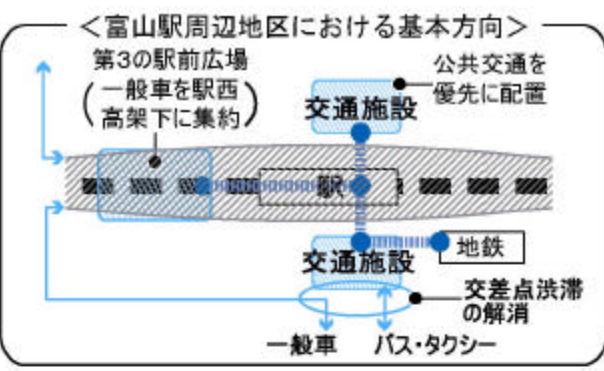 ＜富山駅周辺地区における基本方向＞
第3の駅前広場
（一般車を駅西
高架下に集約）
公共交通を
優先に配置
交通施設
駅
地鉄
交通施設
交差点渋滞
の解消
一般車
バス・タクシー